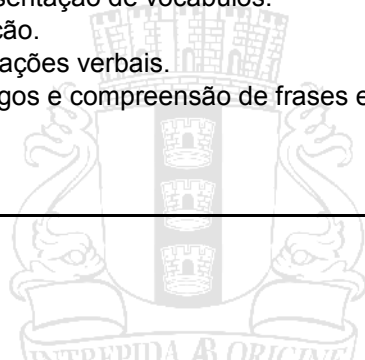 sentação de vocábulos.
ção.
ações verbais.
gos e compreensão de frases e
INTREPIDA AB ORIGINE